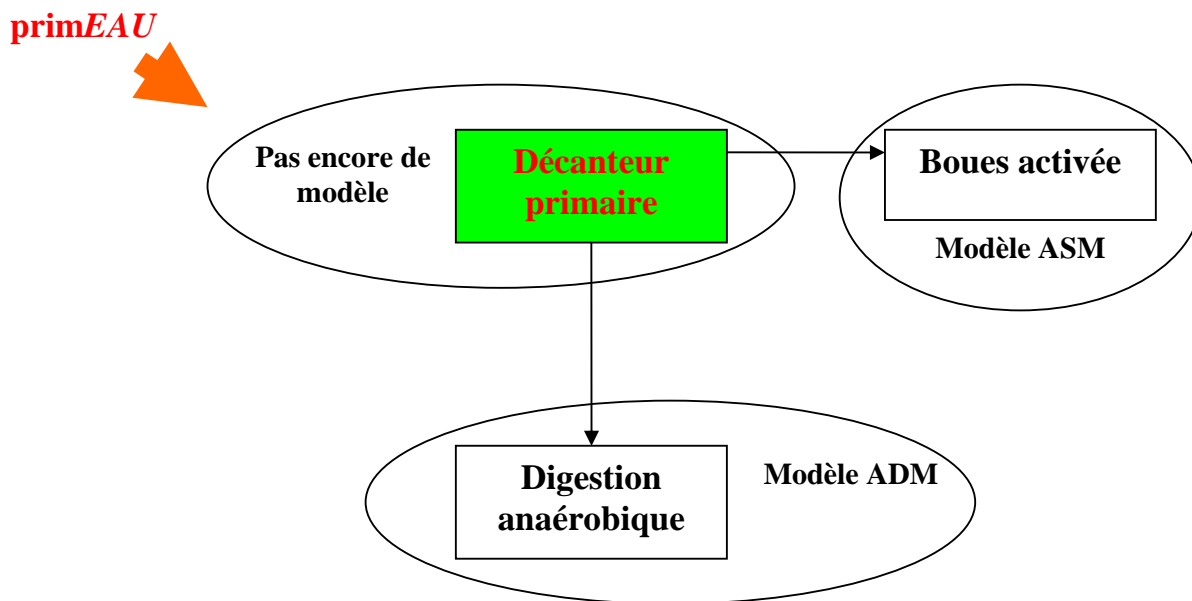 primEAU
Pas encore de
modèle
Décanteur
primaire
Boues activée
Modèle ASM
Digestion
anaérobique
Modèle ADM